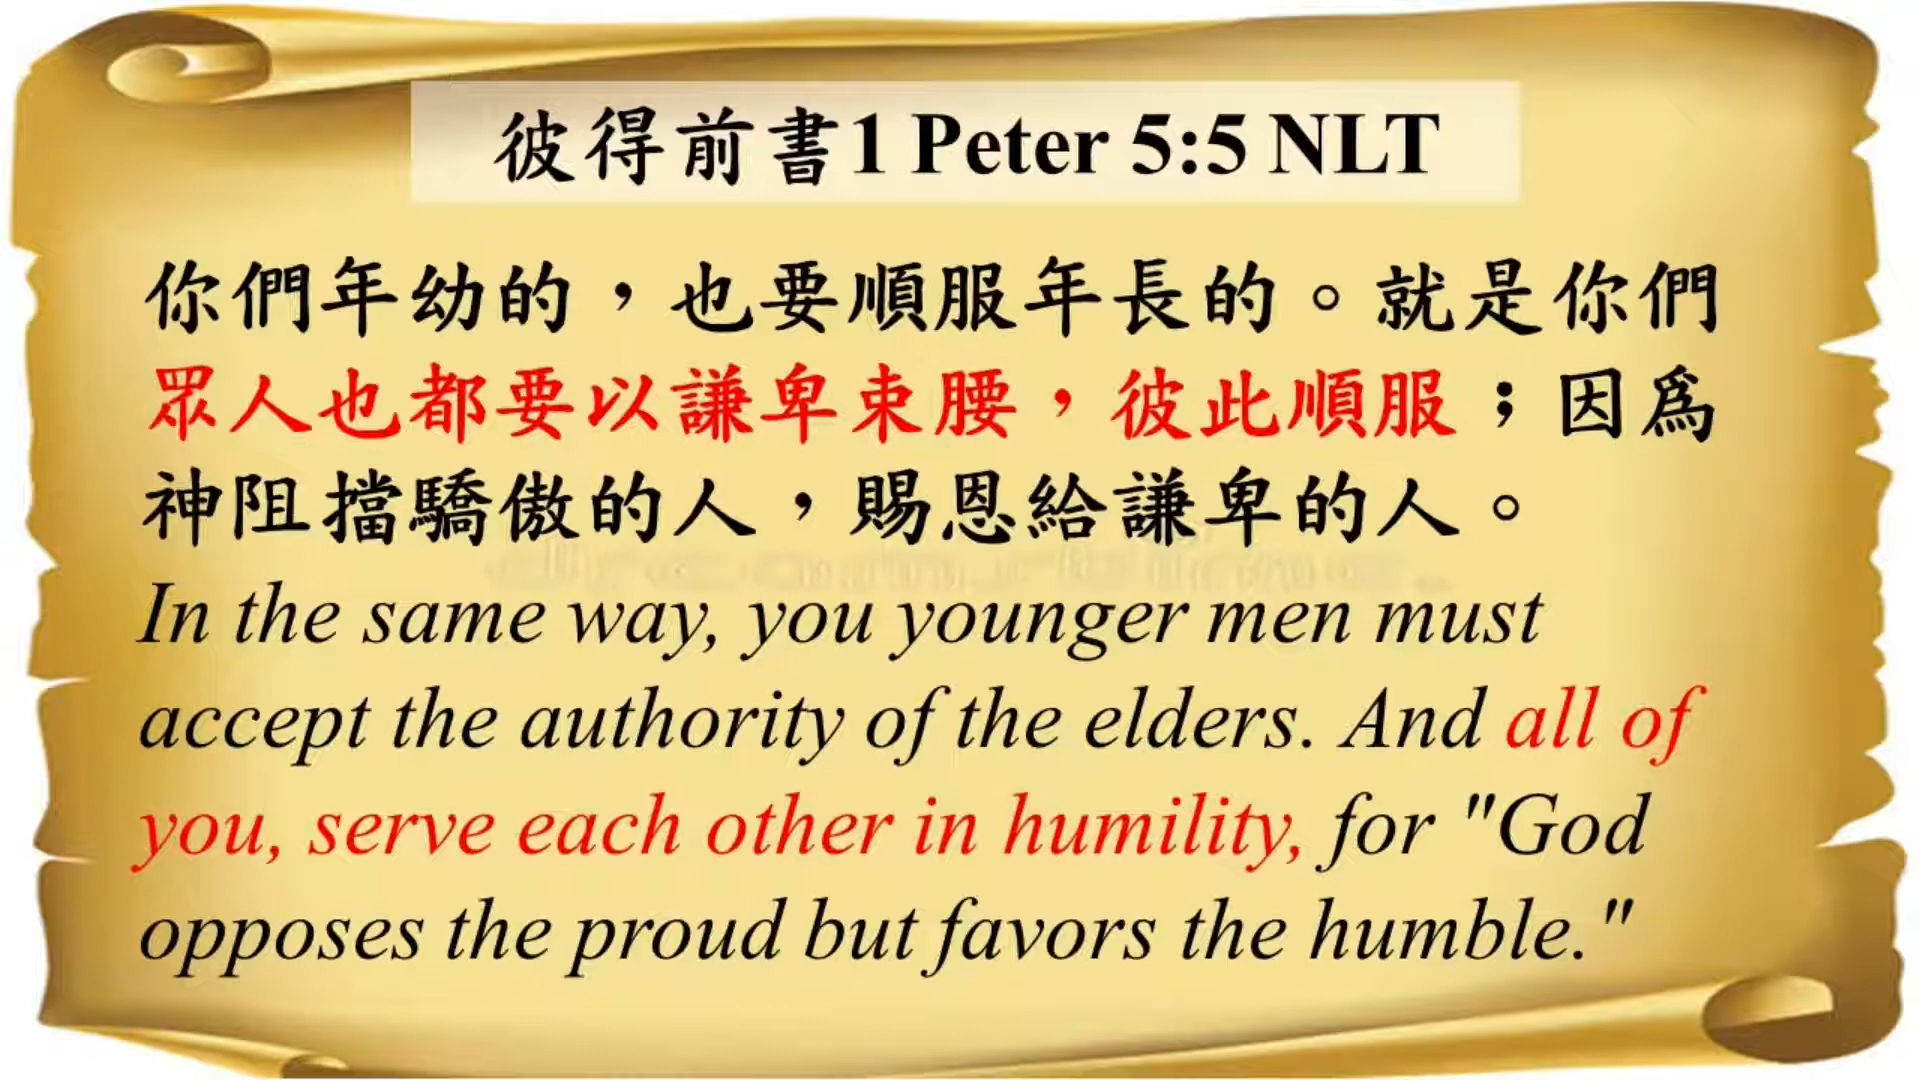 彼得前書1 Peter 5:5 NLT
你們年幼的，也要順服年長的。就是你們
眾人也都要以謙卑束腰，彼此順服；因爲
神阻擋驕傲的人，賜恩給謙卑的人。
In the same way, you younger men must
accept the authority of the elders. And all of
you, serve each other in humility, for "God
opposes the proud but favors the humble."